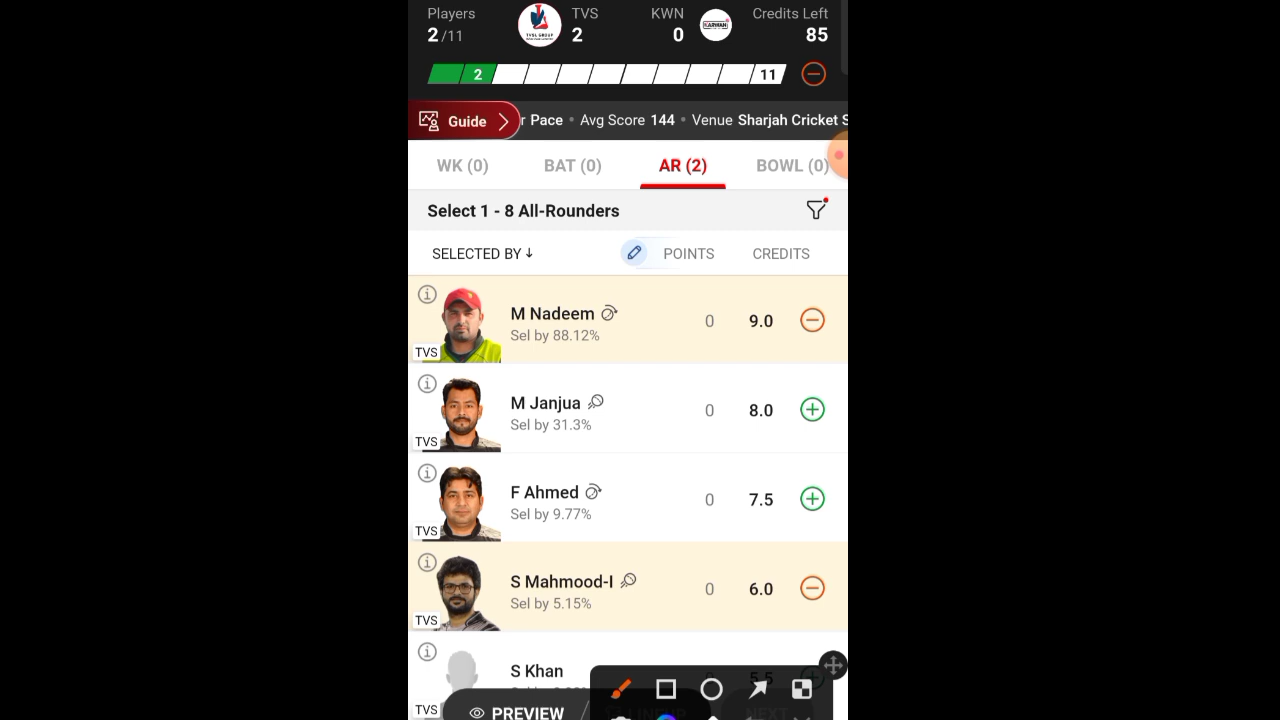 Players TVS KWN Credits Left
2/11 2 0 85
2 11
Guide r Pace • Avg Score 144 • Venue Sharjah Cricket S
WK (0) BAT (0) AR (2) BOWL (0)
Select 1 - 8 All-Rounders
SELECTED BY ↓ POINTS CREDITS
M Nadeem 0 9.0
Sel by 88.12%
TVS
M Janjua 0 8.0
Sel by 31.3%
TVS
F Ahmed 0 7.5
Sel by 9.77%
TVS
S Mahmood-I 0 6.0
Sel by 5.15%
TVS
S Khan 5.5
TVS
PREVIEW LINEUP NEXT